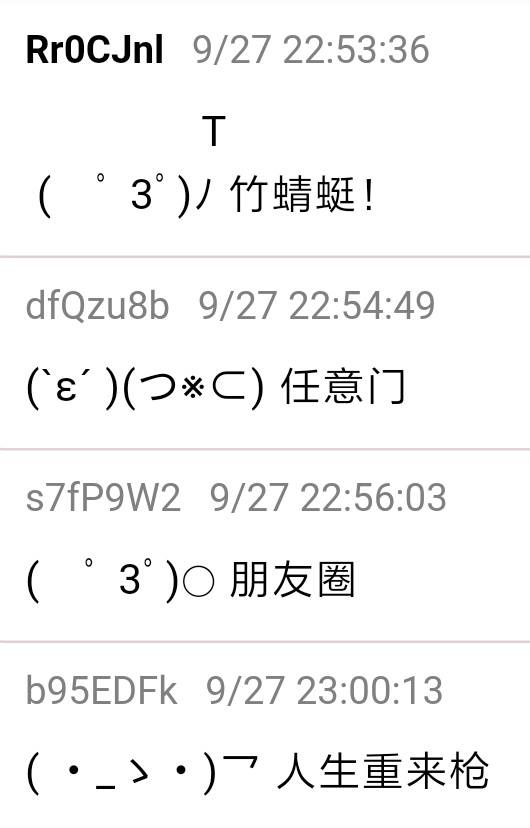 Rr0CJnl 9/27 22:53:36
T
( ゜3゜)ノ 竹蜻蜓！
dfQzu8b 9/27 22:54:49
(`ε´ )(つ※⊂) 任意门
s7fP9W2 9/27 22:56:03
( ゜3゜)○ 朋友圈
b95EDFk 9/27 23:00:13
( ・_ゝ・)乛 人生重来枪